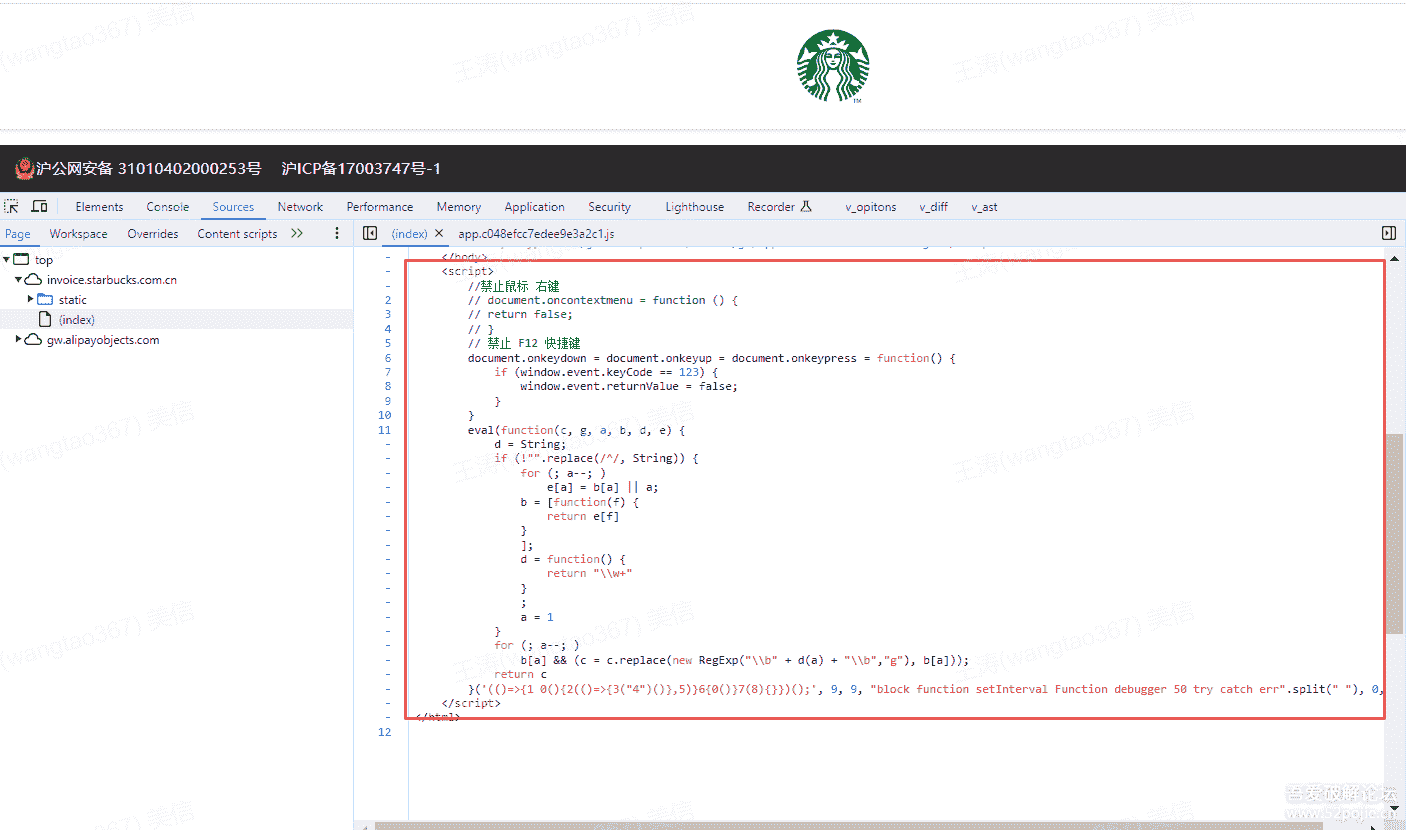 王涛(wangtao367) 美信
TM
沪公网安备 31010402000253号 沪ICP备17003747号-1
Elements Console Sources Network Performance Memory Application Security Lighthouse Recorder v_opitons v_diff v_ast
Page Workspace Overrides Content scripts >> (index) × app.c048efcc7edee9e3a2c1.js
top
invoice.starbucks.com.cn
static
(index)
gw.alipayobjects.com
- </body>
- <script>
- //禁止鼠标 右键
2 // document.oncontextmenu = function () {
3 // return false;
4 // }
5 // 禁止 F12 快捷键
6 document.onkeydown = document.onkeyup = document.onkeypress = function() {
7 if (window.event.keyCode == 123) {
8 window.event.returnValue = false;
9 }
10 }
11 eval(function(c, g, a, b, d, e) {
- d = String;
- if (!"".replace(/^/, String)) {
- for (; a--; )
- e[a] = b[a] || a;
- b = [function(f) {
- return e[f]
- }
- ];
- d = function() {
- return "\\w+"
- }
- ;
- a = 1
- }
- for (; a--; )
- b[a] && (c = c.replace(new RegExp("\\b" + d(a) + "\\b","g"), b[a]));
- return c
- }('(()=>{1 0(){2(()=>{3("4")()},5)}6{0()}7(8){}})();', 9, 9, "block function setInterval Function debugger 50 try catch err".split(" "), 0,
- </script>
- </html>
12
吾爱破解论坛
www.52pojie.cn